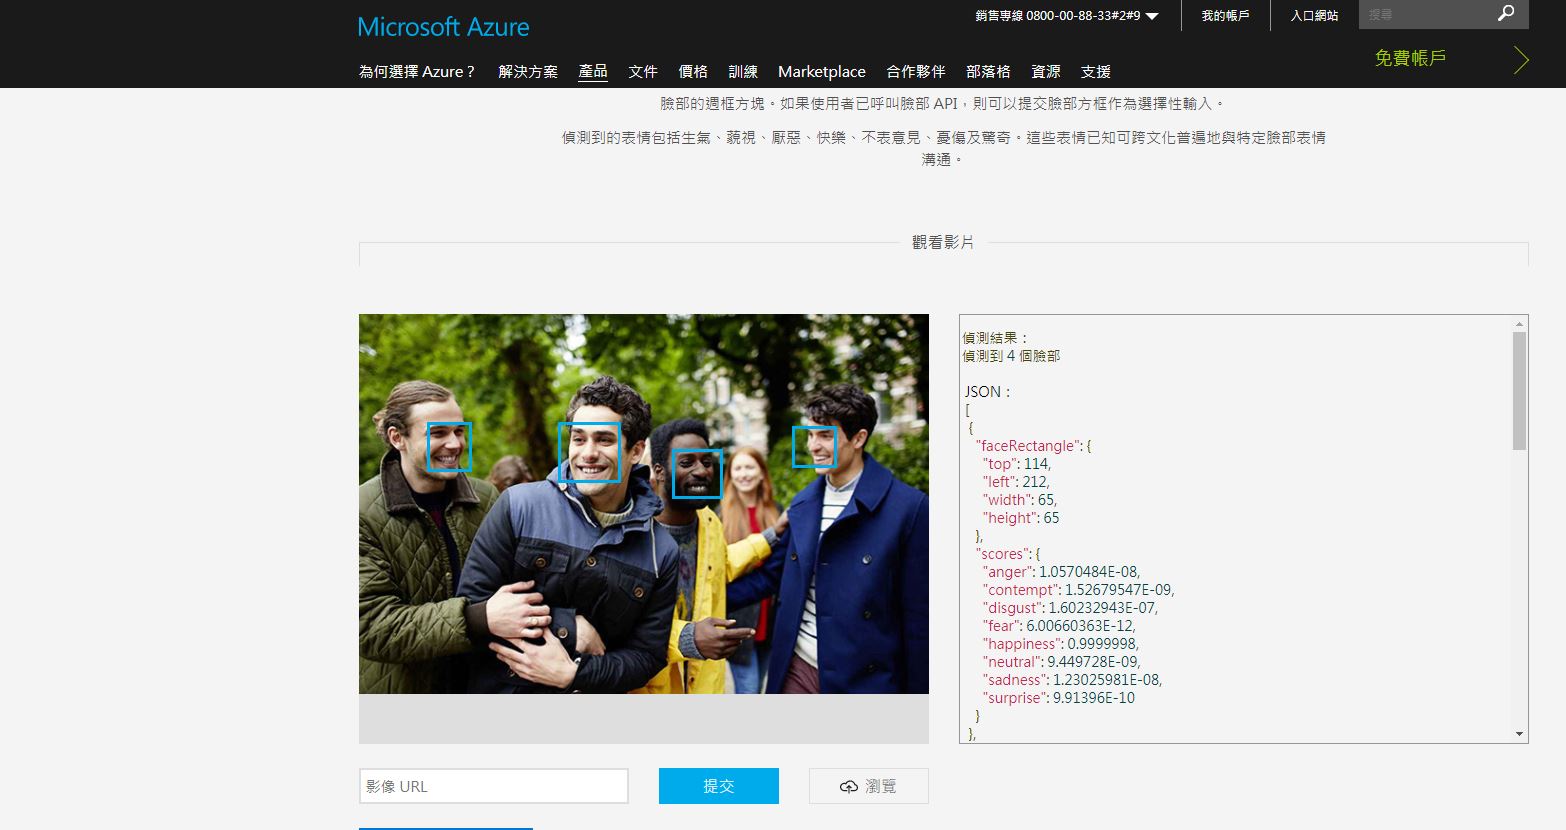 Microsoft Azure
銷售專線 0800-00-88-33#2#9
我的帳戶
入口網站
搜尋
為何選擇 Azure？ 解決方案 產品 文件 價格 訓練 Marketplace 合作夥伴 部落格 資源 支援
免費帳戶
臉部的週框方塊。如果使用者已呼叫臉部 API，則可以提交臉部方框作為選擇性輸入。
偵測到的表情包括生氣、藐視、厭惡、快樂、不表意見、憂傷及驚奇。這些表情已知可跨文化普遍地與特定臉部表情
溝通。
觀看影片
偵測結果：
偵測到 4 個臉部
JSON：
[
{
"faceRectangle": {
"top": 114,
"left": 212,
"width": 65,
"height": 65
},
"scores": {
"anger": 1.0570484E-08,
"contempt": 1.52679547E-09,
"disgust": 1.60232943E-07,
"fear": 6.00660363E-12,
"happiness": 0.9999998,
"neutral": 9.449728E-09,
"sadness": 1.23025981E-08,
"surprise": 9.91396E-10
}
},
影像 URL
提交
瀏覽